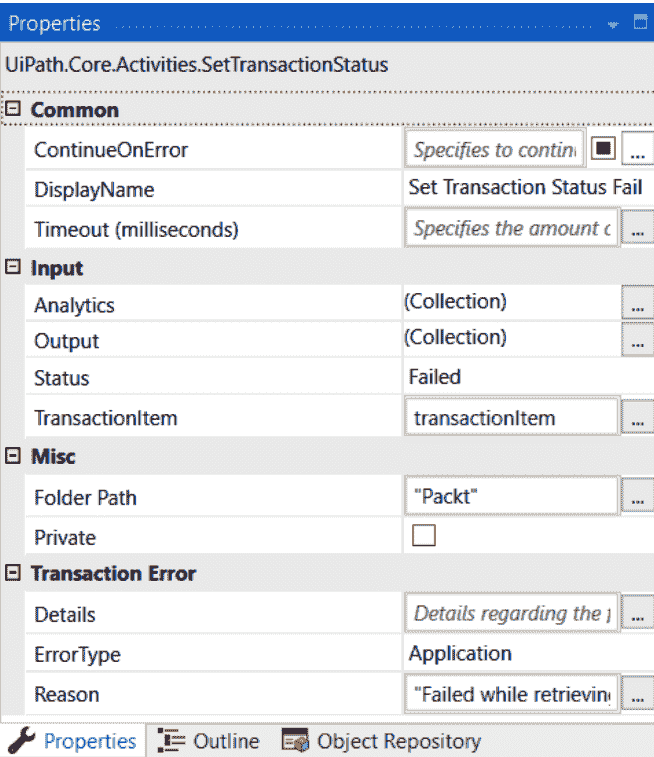 Properties
UiPath.Core.Activities.SetTransactionStatus
Common
ContinueOnError Specifies to contin ...
DisplayName Set Transaction Status Fail
Timeout (milliseconds) Specifies the amount c ...
Input
Analytics (Collection) ...
Output (Collection) ...
Status Failed
TransactionItem transactionItem ...
Misc
Folder Path "Packt" ...
Private
Transaction Error
Details Details regarding the f ...
ErrorType Application
Reason "Failed while retrieving ...
Properties Outline Object Repository